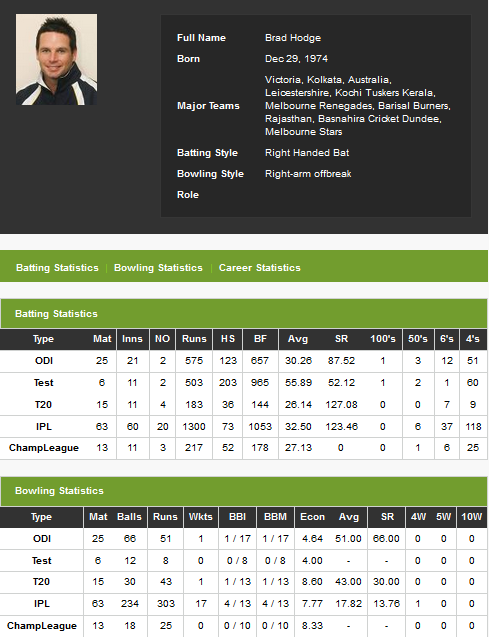 Full Name Brad Hodge
Born Dec 29, 1974
Major Teams Victoria, Kolkata, Australia,
Leicestershire, Kochi Tuskers Kerala,
Melbourne Renegades, Barisal Burners,
Rajasthan, Basnahira Cricket Dundee,
Melbourne Stars
Batting Style Right Handed Bat
Bowling Style Right-arm offbreak
Role
Batting Statistics | Bowling Statistics | Career Statistics
Batting Statistics
Type Mat Inns NO Runs HS BF Avg SR 100's 50's 6's 4's
ODI 25 21 2 575 123 657 30.26 87.52 1 3 12 51
Test 6 11 2 503 203 965 55.89 52.12 1 2 1 60
T20 15 11 4 183 36 144 26.14 127.08 0 0 7 9
IPL 63 60 20 1300 73 1053 32.50 123.46 0 6 37 118
ChampLeague 13 11 3 217 52 178 27.13 0 0 1 6 25
Bowling Statistics
Type Mat Balls Runs Wkts BBI BBM Econ Avg SR 4W 5W 10W
ODI 25 66 51 1 1 / 17 1 / 17 4.64 51.00 66.00 0 0 0
Test 6 12 8 0 0 / 8 0 / 8 4.00 - - 0 0 0
T20 15 30 43 1 1 / 13 1 / 13 8.60 43.00 30.00 0 0 0
IPL 63 234 303 17 4 / 13 4 / 13 7.77 17.82 13.76 1 0 0
ChampLeague 13 18 25 0 0 / 10 0 / 10 8.33 - - 0 0 0